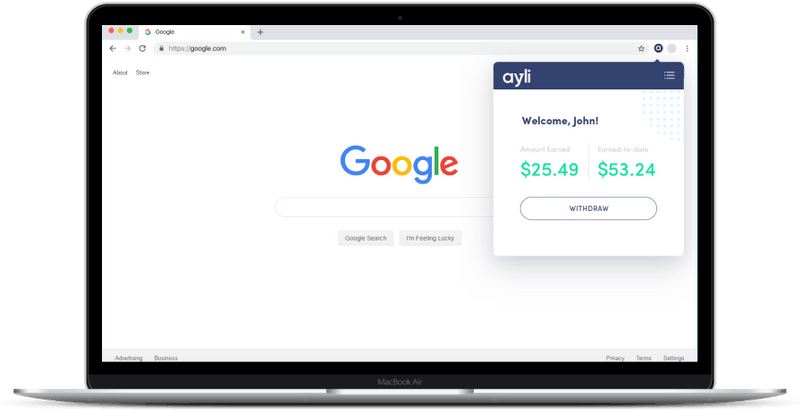 Google
https://google.com
About Store
ayli
Welcome, John!
Amount Earned
$25.49
Earned-to-date
$53.24
WITHDRAW
Google
Google Search
I'm Feeling Lucky
Advertising Business
Privacy Terms Settings
MacBook Air